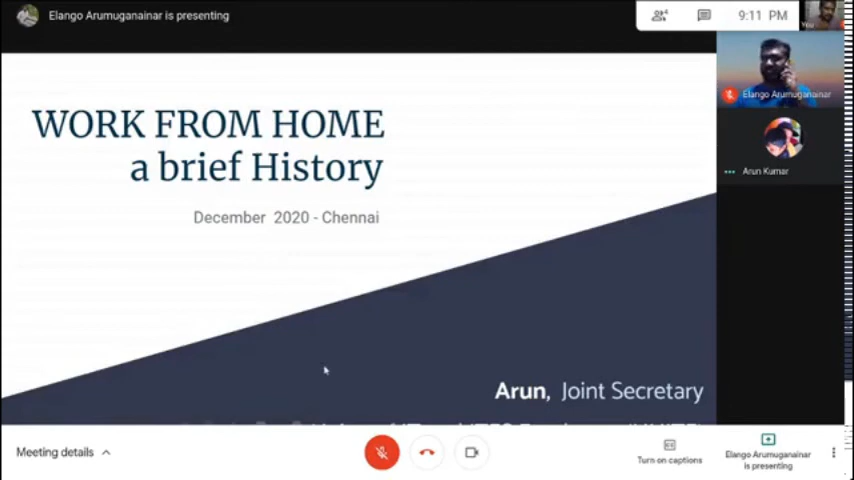 Elango Arumuganainar is presenting
9:11 PM
You
Elango Arumuganainar
Arun Kumar
WORK FROM HOME
a brief History
December 2020 - Chennai
Arun, Joint Secretary
Meeting details
Turn on captions
Elango Arumuganainar
is presenting